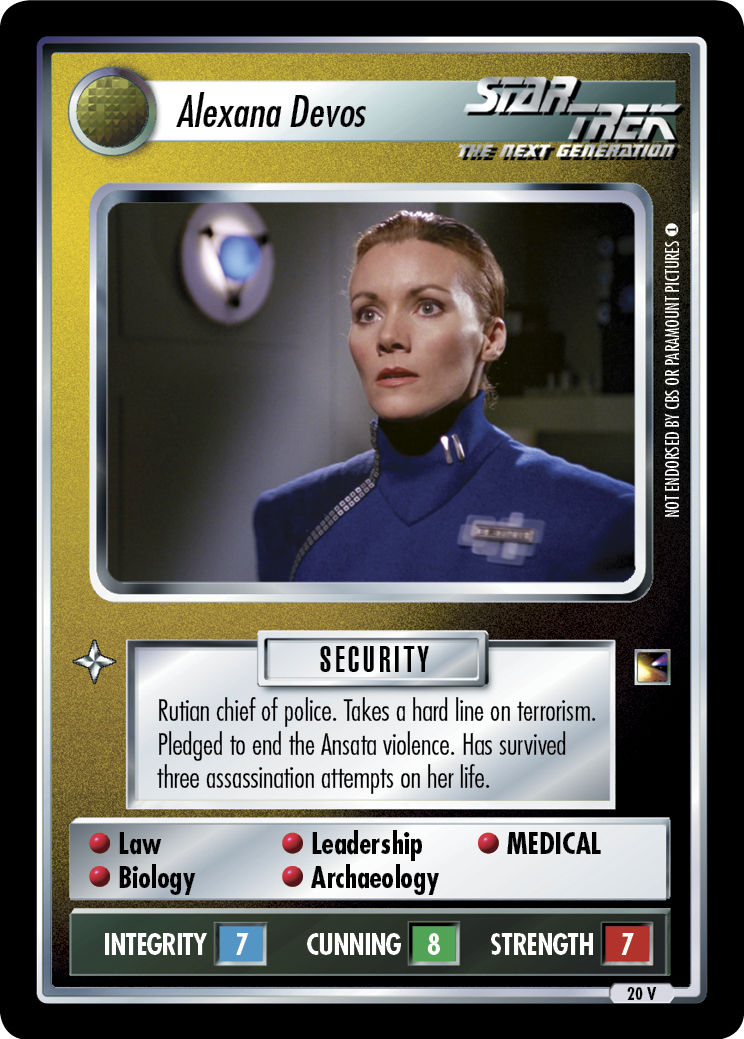 Alexana Devos
STAR TREK
THE NEXT GENERATION
NOT ENDORSED BY CBS OR PARAMOUNT PICTURES 1
SECURITY
Rutian chief of police. Takes a hard line on terrorism.
Pledged to end the Ansata violence. Has survived
three assassination attempts on her life.
Law Leadership MEDICAL
Biology Archaeology
INTEGRITY 7 CUNNING 8 STRENGTH 7
20 V